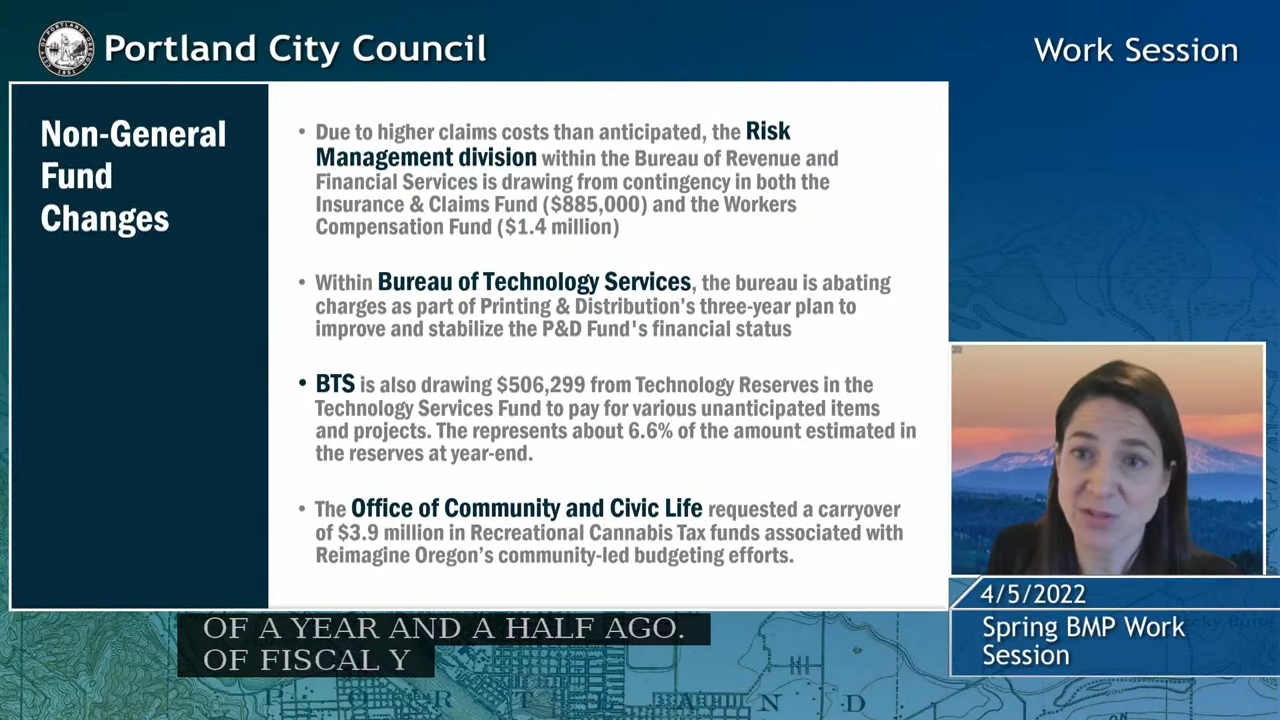 Portland City Council
Work Session
Non-General
Fund
Changes
• Due to higher claims costs than anticipated, the Risk
Management division within the Bureau of Revenue and
Financial Services is drawing from contingency in both the
Insurance & Claims Fund ($885,000) and the Workers
Compensation Fund ($1.4 million)
• Within Bureau of Technology Services, the bureau is abating
charges as part of Printing & Distribution’s three-year plan to
improve and stabilize the P&D Fund's financial status
• BTS is also drawing $506,299 from Technology Reserves in the
Technology Services Fund to pay for various unanticipated items
and projects. The represents about 6.6% of the amount estimated in
the reserves at year-end.
• The Office of Community and Civic Life requested a carryover
of $3.9 million in Recreational Cannabis Tax funds associated with
Reimagine Oregon’s community-led budgeting efforts.
4/5/2022
Spring BMP Work
Session
OF A YEAR AND A HALF AGO.
OF FISCAL Y
P O R T L A N D